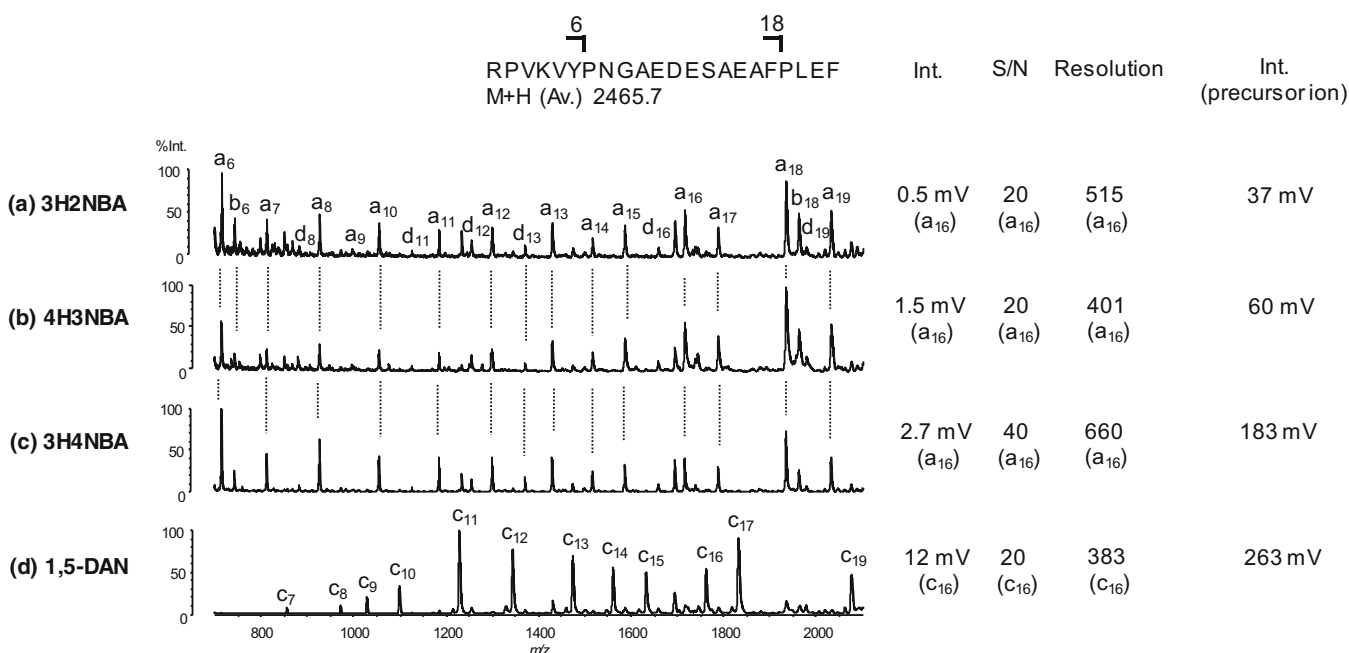 6 18
RPVKVYPNGAEDESAEAFPLEF
M+H (Av.) 2465.7
Int. S/N Resolution Int. (precursor ion)
%Int.
(a) 3H2NBA
100
50
0
a6 b6 a7 d8 a8 a9 a10 d11 a11 d12 a12 d13 a13 a14 a15 d16 a16 a17 a18 b18 d19 a19
0.5 mV (a16) 20 (a16) 515 (a16) 37 mV
(b) 4H3NBA
100
50
0
1.5 mV (a16) 20 (a16) 401 (a16) 60 mV
(c) 3H4NBA
100
50
0
2.7 mV (a16) 40 (a16) 660 (a16) 183 mV
(d) 1,5-DAN
100
50
0
c7 c8 c9 c10 c11 c12 c13 c14 c15 c16 c17 c19
12 mV (c16) 20 (c16) 383 (c16) 263 mV
800 1000 1200 1400 1600 1800 2000
m/z